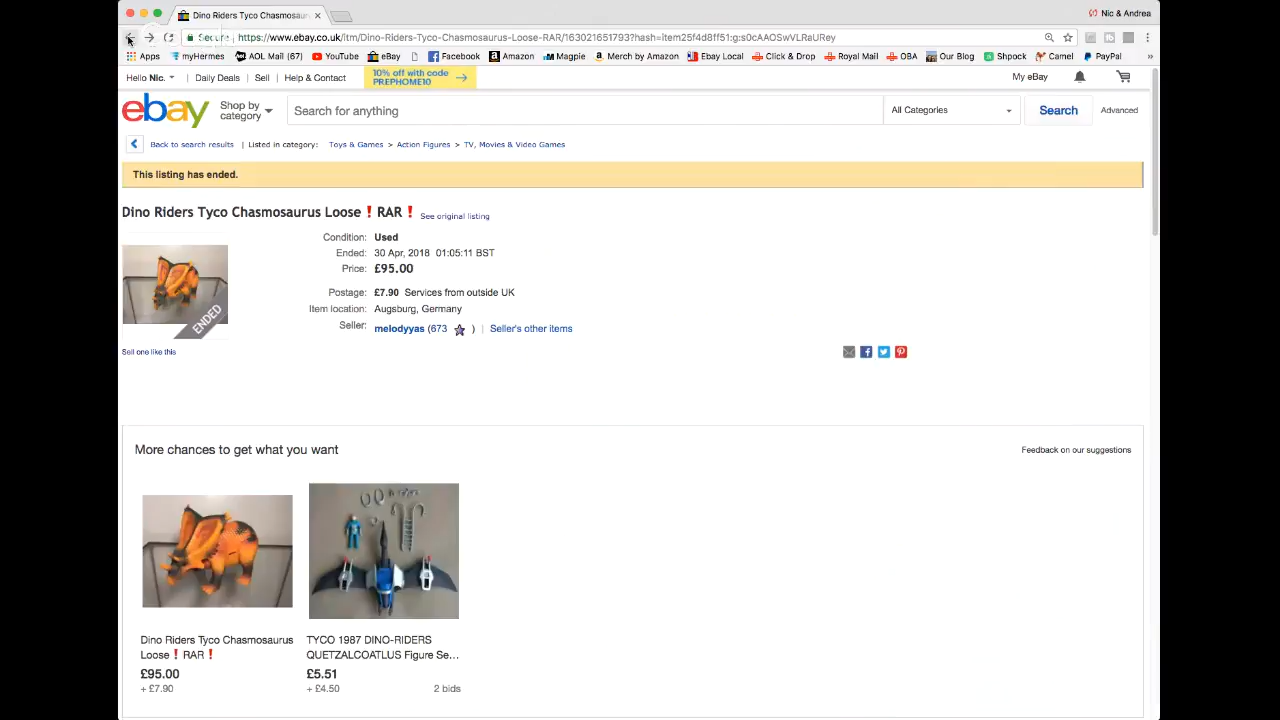 Dino Riders Tyco Chasmosaur
Nic & Andrea
Secure https://www.ebay.co.uk/itm/Dino-Riders-Tyco-Chasmosaurus-Loose-RAR/163021651793?hash=item25f4d8ff51:g:s0cAAOSwVLRaUREy
Apps myHermes AOL Mail (67) YouTube eBay Facebook Amazon Magpie Merch by Amazon Ebay Local Click & Drop Royal Mail OBA Our Blog Shpock Camel PayPal »
Hello Nic. Daily Deals Sell Help & Contact 10% off with code PREPHOME10 My eBay
ebay Shop by category Search for anything All Categories Search Advanced
Back to search results | Listed in category: Toys & Games > Action Figures > TV, Movies & Video Games
This listing has ended.
Dino Riders Tyco Chasmosaurus Loose❗RAR❗ See original listing
Condition: Used
Ended: 30 Apr, 2018 01:05:11 BST
Price: £95.00
Postage: £7.90 Services from outside UK
Item location: Augsburg, Germany
Seller: melodyyas (673 ) | Seller's other items
ENDED
Sell one like this
More chances to get what you want
Feedback on our suggestions
Dino Riders Tyco Chasmosaurus
Loose❗RAR❗
£95.00
+ £7.90
TYCO 1987 DINO-RIDERS
QUETZALCOATLUS Figure Se…
£5.51
+ £4.50 2 bids